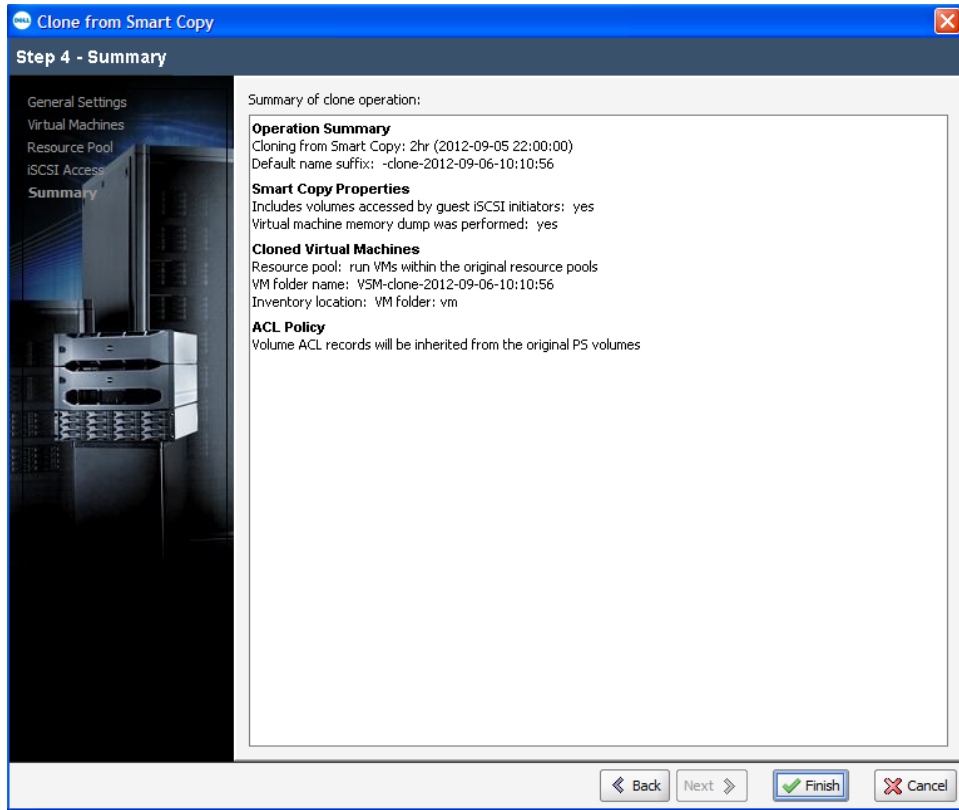 DELL
Clone from Smart Copy
Step 4 - Summary
General Settings
Virtual Machines
Resource Pool
iSCSI Access
Summary
Summary of clone operation:
Operation Summary
Cloning from Smart Copy: 2hr (2012-09-05 22:00:00)
Default name suffix: -clone-2012-09-06-10:10:56
Smart Copy Properties
Includes volumes accessed by guest iSCSI initiators: yes
Virtual machine memory dump was performed: yes
Cloned Virtual Machines
Resource pool: run VMs within the original resource pools
VM folder name: VSM-clone-2012-09-06-10:10:56
Inventory location: VM folder: vm
ACL Policy
Volume ACL records will be inherited from the original PS volumes
Back
Next
Finish
Cancel